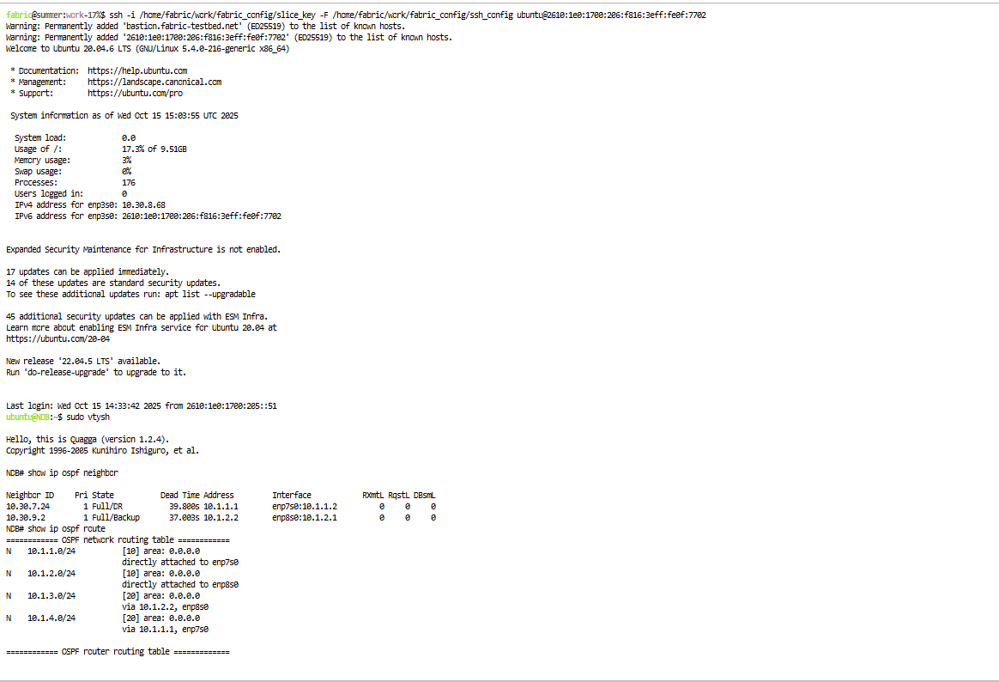 fabric@summer:work-17%$ ssh -i /home/fabric/work/fabric_config/slice_key -F /home/fabric/work/fabric_config/ssh_config ubuntu@2610:1e0:1700:206:f816:3eff:fe0f:7702
Warning: Permanently added 'bastion.fabric-testbed.net' (ED25519) to the list of known hosts.
Warning: Permanently added '2610:1e0:1700:206:f816:3eff:fe0f:7702' (ED25519) to the list of known hosts.
Welcome to Ubuntu 20.04.6 LTS (GNU/Linux 5.4.0-216-generic x86_64)

 * Documentation:  https://help.ubuntu.com
 * Management:     https://landscape.canonical.com
 * Support:        https://ubuntu.com/pro

 System information as of Wed Oct 15 15:03:55 UTC 2025

  System load:             0.0
  Usage of /:              17.3% of 9.51GB
  Memory usage:            3%
  Swap usage:              0%
  Processes:               176
  Users logged in:         0
  IPv4 address for enp3s0: 10.30.8.68
  IPv6 address for enp3s0: 2610:1e0:1700:206:f816:3eff:fe0f:7702

Expanded Security Maintenance for Infrastructure is not enabled.

17 updates can be applied immediately.
14 of these updates are standard security updates.
To see these additional updates run: apt list --upgradable

45 additional security updates can be applied with ESM Infra.
Learn more about enabling ESM Infra service for Ubuntu 20.04 at
https://ubuntu.com/20-04

New release '22.04.5 LTS' available.
Run 'do-release-upgrade' to upgrade to it.

Last login: Wed Oct 15 14:33:42 2025 from 2610:1e0:1700:205::51
ubuntu@NDB:~$ sudo vtysh

Hello, this is Quagga (version 1.2.4).
Copyright 1996-2005 Kunihiro Ishiguro, et al.

NDB# show ip ospf neighbor

Neighbor ID     Pri State           Dead Time Address         Interface            RXmtL RqstL DBsmL
10.30.7.24        1 Full/DR           39.800s 10.1.1.1        enp7s0:10.1.1.2          0     0     0
10.30.9.2         1 Full/Backup       37.003s 10.1.2.2        enp8s0:10.1.2.1          0     0     0
NDB# show ip ospf route
============ OSPF network routing table ============
N    10.1.1.0/24           [10] area: 0.0.0.0
                           directly attached to enp7s0
N    10.1.2.0/24           [10] area: 0.0.0.0
                           directly attached to enp8s0
N    10.1.3.0/24           [20] area: 0.0.0.0
                           via 10.1.2.2, enp8s0
N    10.1.4.0/24           [20] area: 0.0.0.0
                           via 10.1.1.1, enp7s0

============ OSPF router routing table =============